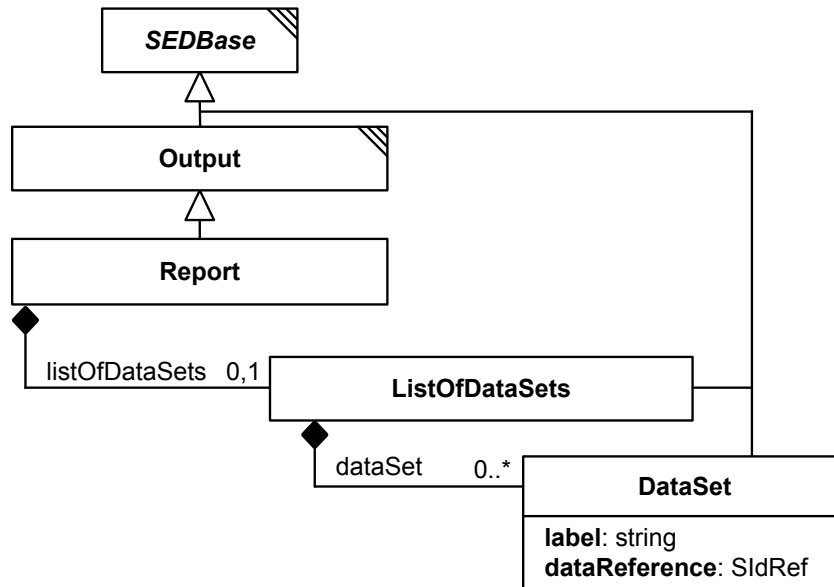 SEDBase
Output
Report
listOfDataSets 0,1
ListOfDataSets
dataSet 0..*
DataSet
label: string
dataReference: SIdRef